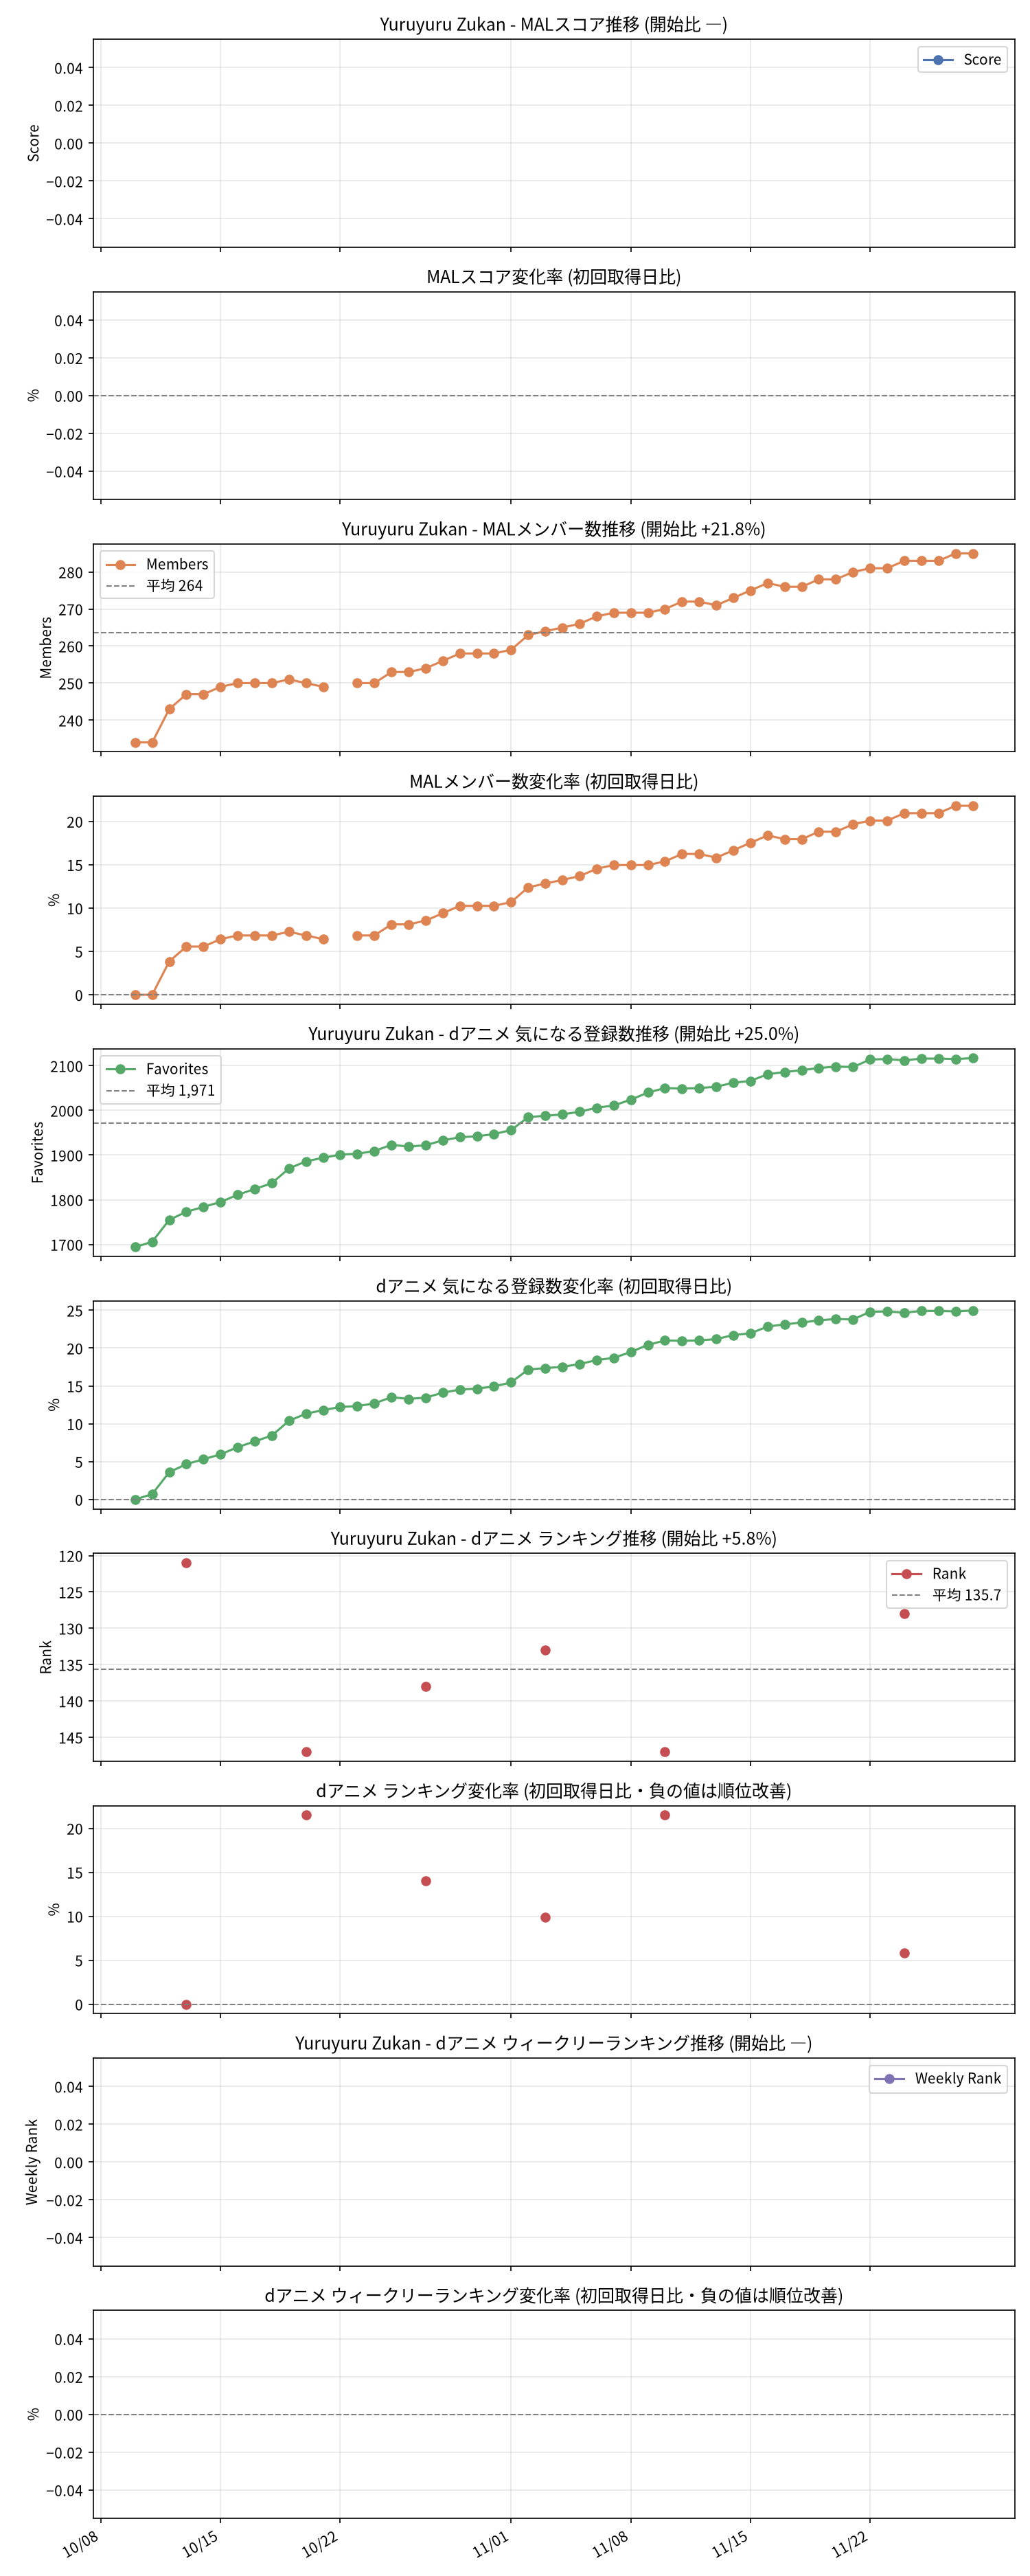 Yuruyuru Zukan - MALスコア推移 (開始比 —)
Score
0.04
0.02
0.00
−0.02
−0.04
Score
MALスコア変化率 (初回取得日比)
0.04
0.02
0.00
−0.02
−0.04
%
Yuruyuru Zukan - MALメンバー数推移 (開始比 +21.8%)
Members
平均 264
280
270
260
250
240
Members
MALメンバー数変化率 (初回取得日比)
20
15
10
5
0
%
Yuruyuru Zukan - dアニメ 気になる登録数推移 (開始比 +25.0%)
Favorites
平均 1,971
2100
2000
1900
1800
1700
Favorites
dアニメ 気になる登録数変化率 (初回取得日比)
25
20
15
10
5
0
%
Yuruyuru Zukan - dアニメ ランキング推移 (開始比 +5.8%)
Rank
平均 135.7
120
125
130
135
140
145
Rank
dアニメ ランキング変化率 (初回取得日比・負の値は順位改善)
20
15
10
5
0
%
Yuruyuru Zukan - dアニメ ウィークリーランキング推移 (開始比 —)
Weekly Rank
0.04
0.02
0.00
−0.02
−0.04
Weekly Rank
dアニメ ウィークリーランキング変化率 (初回取得日比・負の値は順位改善)
0.04
0.02
0.00
−0.02
−0.04
%
10/08
10/15
10/22
11/01
11/08
11/15
11/22